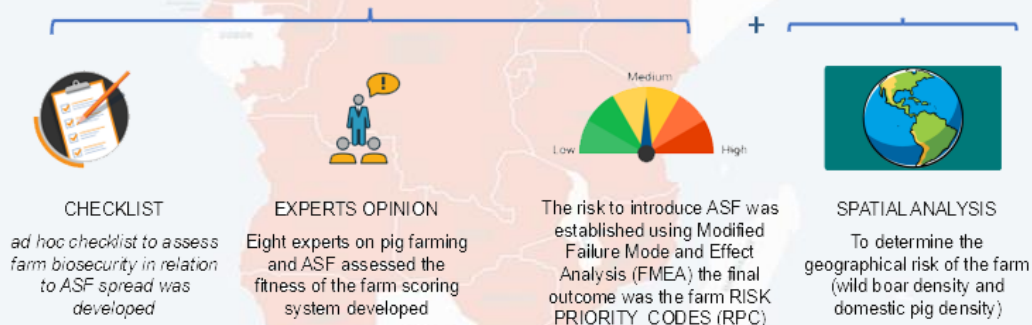 +
Medium
Low
High
CHECKLIST
ad hoc checklist to assess
farm biosecurity in relation
to ASF spread was
developed
EXPERTS OPINION
Eight experts on pig farming
and ASF assessed the
fitness of the farm scoring
system developed
The risk to introduce ASF was
established using Modified
Failure Mode and Effect
Analysis (FMEA) the final
outcome was the farm RISK
PRIORITY CODES (RPC)
SPATIAL ANALYSIS
To determine the
geographical risk of the farm
(wild boar density and
domestic pig density)